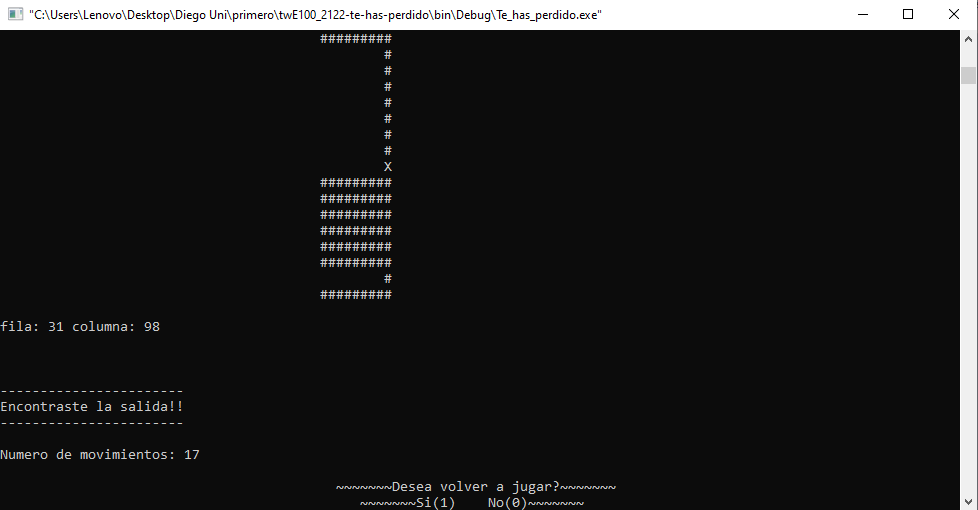 "C:\Users\Lenovo\Desktop\Diego Uni\primero\twE100_2122-te-has-perdido\bin\Debug\Te_has_perdido.exe"
#########
#
#
#
#
#
#
#
X
#########
#########
#########
#########
#########
#########
#
#########
fila: 31 columna: 98
-----------------------
Encontraste la salida!!
-----------------------
Numero de movimientos: 17
~~~~~~~Desea volver a jugar?~~~~~~~
~~~~~~~Si(1)    No(0)~~~~~~~